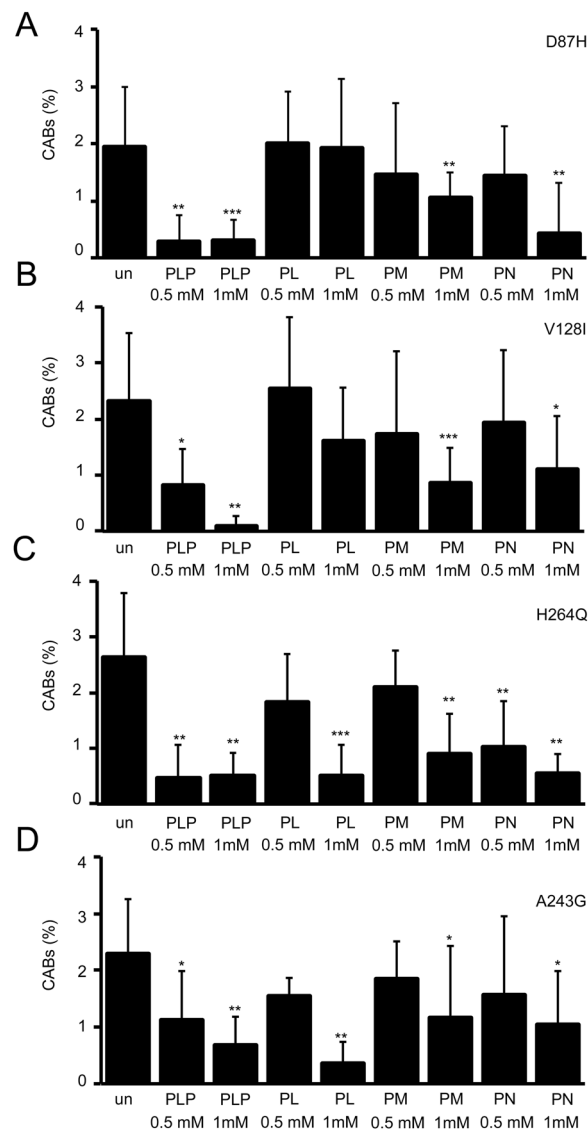 A
D87H
CABs (%)
4
3
2
1
0
** *** ** **
un PLP PLP PL PL PM PM PN PN
0.5 mM 1mM 0.5 mM 1mM 0.5 mM 1mM 0.5 mM 1mM
B
V128I
CABs (%)
4
3
2
1
0
* ** *** *
un PLP PLP PL PL PM PM PN PN
0.5 mM 1mM 0.5 mM 1mM 0.5 mM 1mM 0.5 mM 1mM
C
H264Q
CABs (%)
4
3
2
1
0
** ** *** ** ** **
un PLP PLP PL PL PM PM PN PN
0.5 mM 1mM 0.5 mM 1mM 0.5 mM 1mM 0.5 mM 1mM
D
A243G
CABs (%)
4
3
2
1
0
* ** ** * *
un PLP PLP PL PL PM PM PN PN
0.5 mM 1mM 0.5 mM 1mM 0.5 mM 1mM 0.5 mM 1mM